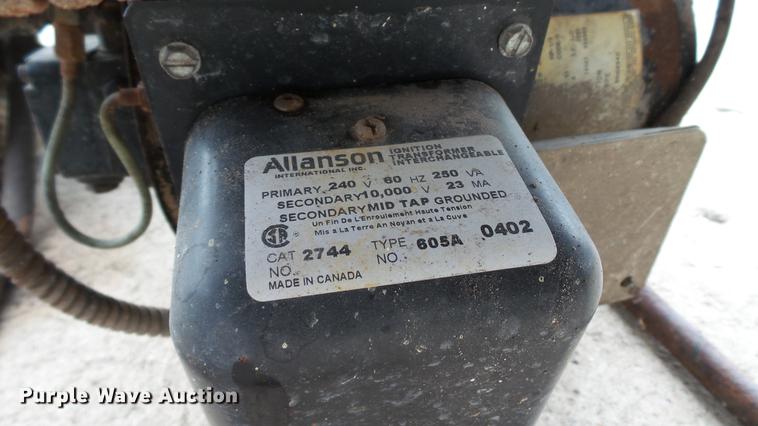 Allanson
INTERNATIONAL INC.
IGNITION
TRANSFORMER
INTERCHANGEABLE
PRIMARY 240 V 60 HZ 250 VA
SECONDARY 10,000 V 23 MA
SECONDARY MID TAP GROUNDED
Un Fin De L'Enroulement Haute Tension
Mis a La Terre An Noyan et a La Cuve
CAT NO. 2744 TYPE NO. 605A 0402
MADE IN CANADA
Purple Wave Auction